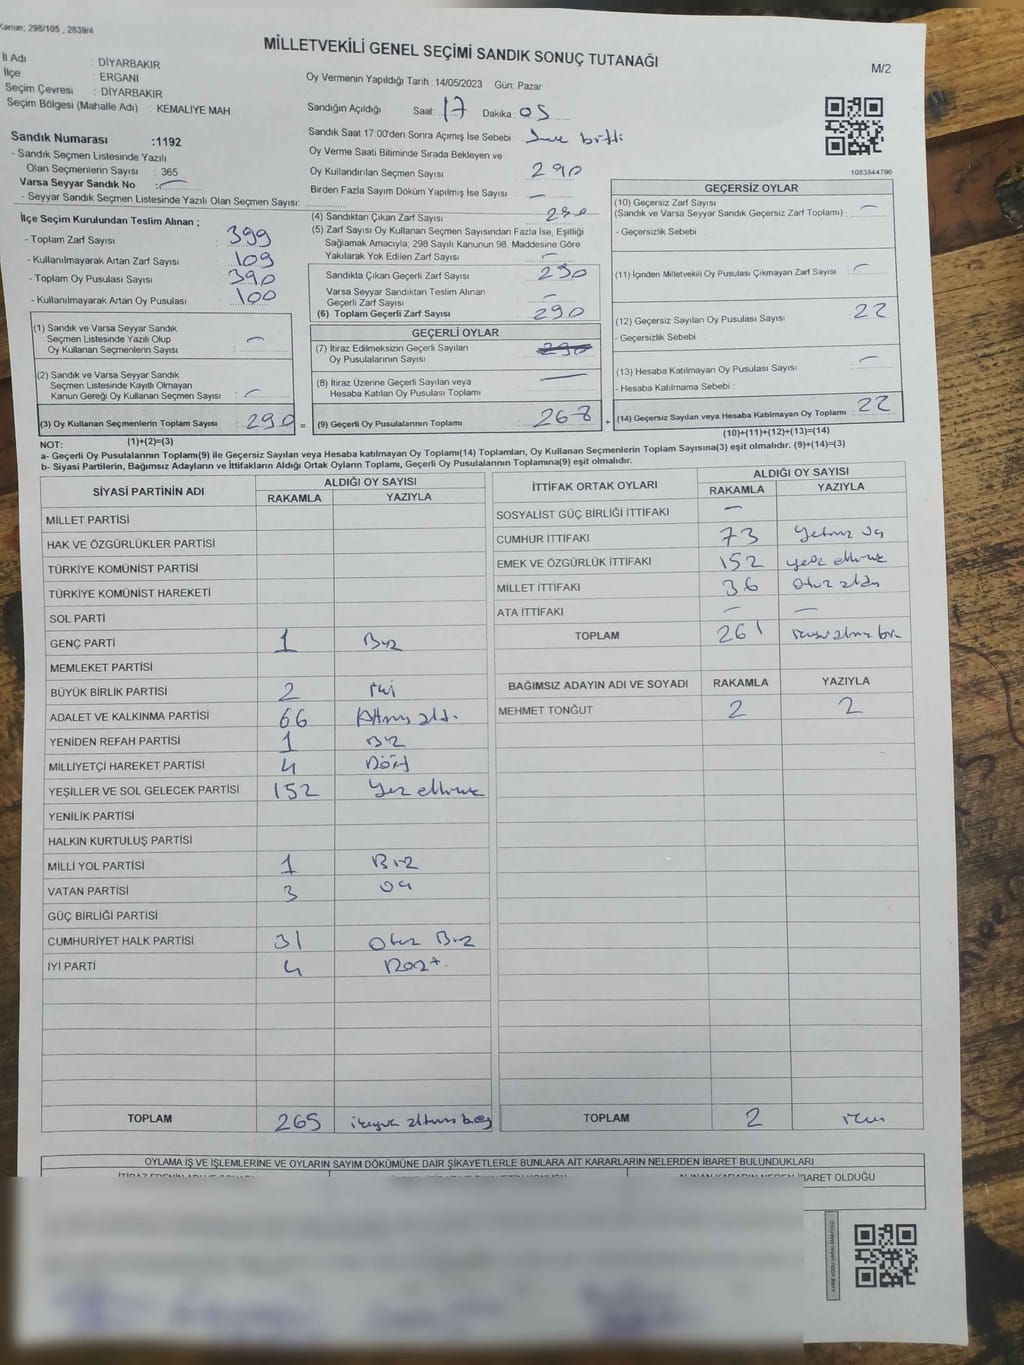 Kanun; 298/105 , 2839/4
MİLLETVEKİLİ GENEL SEÇİMİ SANDIK SONUÇ TUTANAĞI
M/2
İl Adı : DİYARBAKIR
İlçe : ERGANİ
Seçim Çevresi : DİYARBAKIR
Seçim Bölgesi (Mahalle Adı) : KEMALİYE MAH.
Sandık Numarası :1192
- Sandık Seçmen Listesinde Yazılı
Olan Seçmenlerin Sayısı : 365
Varsa Seyyar Sandık No : —
- Seyyar Sandık Seçmen Listesinde Yazılı Olan Seçmen Sayısı:
Oy Vermenin Yapıldığı Tarih : 14/05/2023 Gün: Pazar
Sandığın Açıldığı Saat: 17 Dakika : 05
Sandık Saat 17:00'den Sonra Açımış İse Sebebi :
Oy Verme Saati Bitiminde Sırada Bekleyen ve
Oy Kullandırılan Seçmen Sayısı : 290
Birden Fazla Sayım Döküm Yapılmış İse Sayısı : —
1083844796
İlçe Seçim Kurulundan Teslim Alınan ;
- Toplam Zarf Sayısı : 399
- Kullanılmayarak Artan Zarf Sayısı : 109
- Toplam Oy Pusulası Sayısı : 390
- Kullanılmayarak Artan Oy Pusulası : 100
(4) Sandıktan Çıkan Zarf Sayısı : 290
(5) Zarf Sayısı Oy Kullanan Seçmen Sayısından Fazla İse, Eşitliği
Sağlamak Amacıyla; 298 Sayılı Kanunun 98. Maddesine Göre
Yakılarak Yok Edilen Zarf Sayısı : —
Sandıkta Çıkan Geçerli Zarf Sayısı : 290
Varsa Seyyar Sandıktan Teslim Alınan
Geçerli Zarf Sayısı : —
(6) Toplam Geçerli Zarf Sayısı : 290
GEÇERSİZ OYLAR
(10) Geçersiz Zarf Sayısı
(Sandık ve Varsa Seyyar Sandık Geçersiz Zarf Toplamı) : —
- Geçersizlik Sebebi :
(11) İçinden Milletvekili Oy Pusulası Çıkmayan Zarf Sayısı : —
(12) Geçersiz Sayılan Oy Pusulası Sayısı : 22
- Geçersizlik Sebebi :
(13) Hesaba Katılmayan Oy Pusulası Sayısı : —
- Hesaba Katılmama Sebebi :
(14) Geçersiz Sayılan veya Hesaba Katılmayan Oy Toplamı : 22
(10)+(11)+(12)+(13)=(14)
(1) Sandık ve Varsa Seyyar Sandık
Seçmen Listesinde Yazılı Olup
Oy Kullanan Seçmenlerin Sayısı : —
(2) Sandık ve Varsa Seyyar Sandık
Seçmen Listesinde Kayıtlı Olmayan
Kanun Gereği Oy Kullanan Seçmen Sayısı : —
(3) Oy Kullanan Seçmenlerin Toplam Sayısı : 290 =
(1)+(2)=(3)
GEÇERLİ OYLAR
(7) İtiraz Edilmeksizin Geçerli Sayılan
Oy Pusulalarının Sayısı : 290
(8) İtiraz Üzerine Geçerli Sayılan veya
Hesaba Katılan Oy Pusulası Toplamı : —
(9) Geçerli Oy Pusulalarının Toplamı : 268 +
NOT:
a- Geçerli Oy Pusulalarının Toplamı(9) ile Geçersiz Sayılan veya Hesaba katılmayan Oy Toplamı(14) Toplamları, Oy Kullanan Seçmenlerin Toplam Sayısına(3) eşit olmalıdır. (9)+(14)=(3)
b- Siyasi Partilerin, Bağımsız Adayların ve İttifakların Aldığı Ortak Oyların Toplamı, Geçerli Oy Pusulalarının Toplamına(9) eşit olmalıdır.
SİYASİ PARTİNİN ADI
ALDIĞI OY SAYISI
RAKAMLA YAZIYLA
MİLLET PARTİSİ
HAK VE ÖZGÜRLÜKLER PARTİSİ
TÜRKİYE KOMÜNİST PARTİSİ
TÜRKİYE KOMÜNİST HAREKETİ
SOL PARTİ
GENÇ PARTİ 1 Bir
MEMLEKET PARTİSİ
BÜYÜK BİRLİK PARTİSİ 2 iki
ADALET VE KALKINMA PARTİSİ 66 Altmış altı
YENİDEN REFAH PARTİSİ 1 Bir
MİLLİYETÇİ HAREKET PARTİSİ 4 Dört
YEŞİLLER VE SOL GELECEK PARTİSİ 152 Yüz elli iki
YENİLİK PARTİSİ
HALKIN KURTULUŞ PARTİSİ
MİLLİ YOL PARTİSİ 1 Bir
VATAN PARTİSİ 3 üç
GÜÇ BİRLİĞİ PARTİSİ
CUMHURİYET HALK PARTİSİ 31 Otuz Bir
İYİ PARTİ 4 Dört
TOPLAM 265 ikiyüz altmış beş
İTTİFAK ORTAK OYLARI
ALDIĞI OY SAYISI
RAKAMLA YAZIYLA
SOSYALİST GÜÇ BİRLİĞİ İTTİFAKI —
CUMHUR İTTİFAKI 73 Yetmiş üç
EMEK VE ÖZGÜRLÜK İTTİFAKI 152 yüz elli iki
MİLLET İTTİFAKI 36 otuz altı
ATA İTTİFAKI — —
TOPLAM 261 ikiyüz altmış bir
BAĞIMSIZ ADAYIN ADI VE SOYADI RAKAMLA YAZIYLA
MEHMET TONĞUT 2 2
TOPLAM 2 iki
OYLAMA İŞ VE İŞLEMLERİNE VE OYLARIN SAYIM DÖKÜMÜNE DAİR ŞİKAYETLERLE BUNLARA AİT KARARLARIN NELERDEN İBARET BULUNDUKLARI
İBARET OLDUĞU